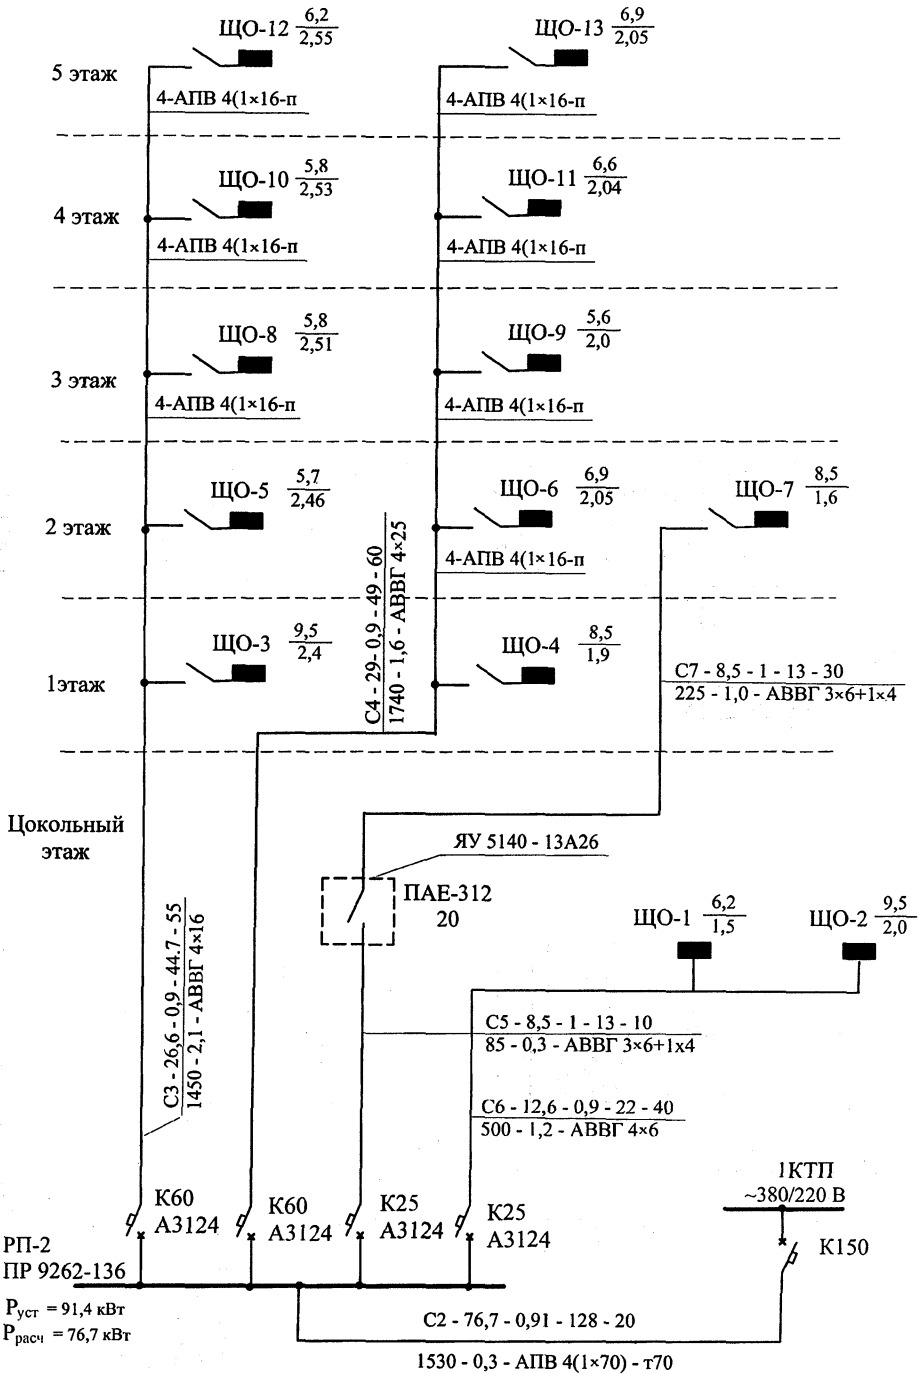 ЩО-12 6,2
2,55
ЩО-13 6,9
2,05
5 этаж
4-АПВ 4(1×16-п
4-АПВ 4(1×16-п
ЩО-10 5,8
2,53
ЩО-11 6,6
2,04
4 этаж
4-АПВ 4(1×16-п
4-АПВ 4(1×16-п
ЩО-8 5,8
2,51
ЩО-9 5,6
2,0
3 этаж
4-АПВ 4(1×16-п
4-АПВ 4(1×16-п
ЩО-5 5,7
2,46
ЩО-6 6,9
2,05
ЩО-7 8,5
1,6
2 этаж
4-АПВ 4(1×16-п
С4 - 29- 0,9 - 49 - 60
1740 - 1,6 - АВВГ 4×25
ЩО-3 9,5
2,4
ЩО-4 8,5
1,9
1этаж
С7 - 8,5 - 1 - 13 - 30
225 - 1,0 - АВВГ 3×6+1×4
Цокольный
этаж
ЯУ 5140 - 13А26
ПАЕ-312
20
ЩО-1 6,2
1,5
ЩО-2 9,5
2,0
С3 - 26,6 - 0,9 - 44.7 - 55
1450 - 2,1 - АВВГ 4×16
С5 - 8,5 - 1 - 13 - 10
85 - 0,3 - АВВГ 3×6+1х4
С6 - 12,6 - 0,9 - 22 - 40
500 - 1,2 - АВВГ 4×6
1КТП
~380/220 В
К60
А3124
К60
А3124
К25
А3124
К25
А3124
К150
РП-2
ПР 9262-136
Руст = 91,4 кВт
Ррасч = 76,7 кВт
С2 - 76,7 - 0,91 - 128 - 20
1530 - 0,3 - АПВ 4(1×70) - т70